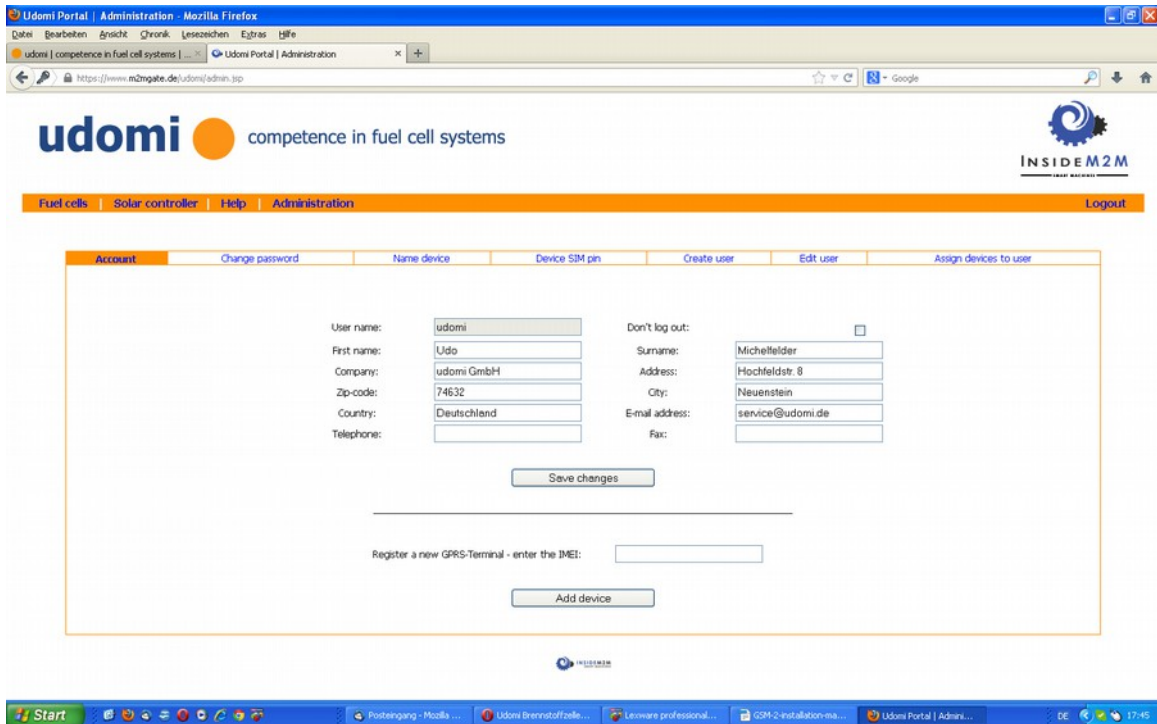 Udomi Portal | Administration - Mozilla Firefox
Datei Bearbeiten Ansicht Chronik Lesezeichen Extras Hilfe
udomi | competence in fuel cell systems | ... Udomi Portal | Administration
https://www.m2mgate.de/udomi/admin.jsp Google
udomi competence in fuel cell systems
INSIDE M2M
SMART MACHINES
Fuel cells | Solar controller | Help | Administration Logout
Account Change password Name device Device SIM pin Create user Edit user Assign devices to user
User name: udomi Don't log out:
First name: Udo Surname: Michelfelder
Company: udomi GmbH Address: Hochfeldstr. 8
Zip-code: 74632 City: Neuenstein
Country: Deutschland E-mail address: service@udomi.de
Telephone: Fax:
Save changes
Register a new GPRS-Terminal - enter the IMEI:
Add device
INSIDEM2M
Start Posteingang - Mozilla ... Udomi Brennstoffzelle... Lexware professional... GSM-2-installation-ma... Udomi Portal | Admini... DE 17:45